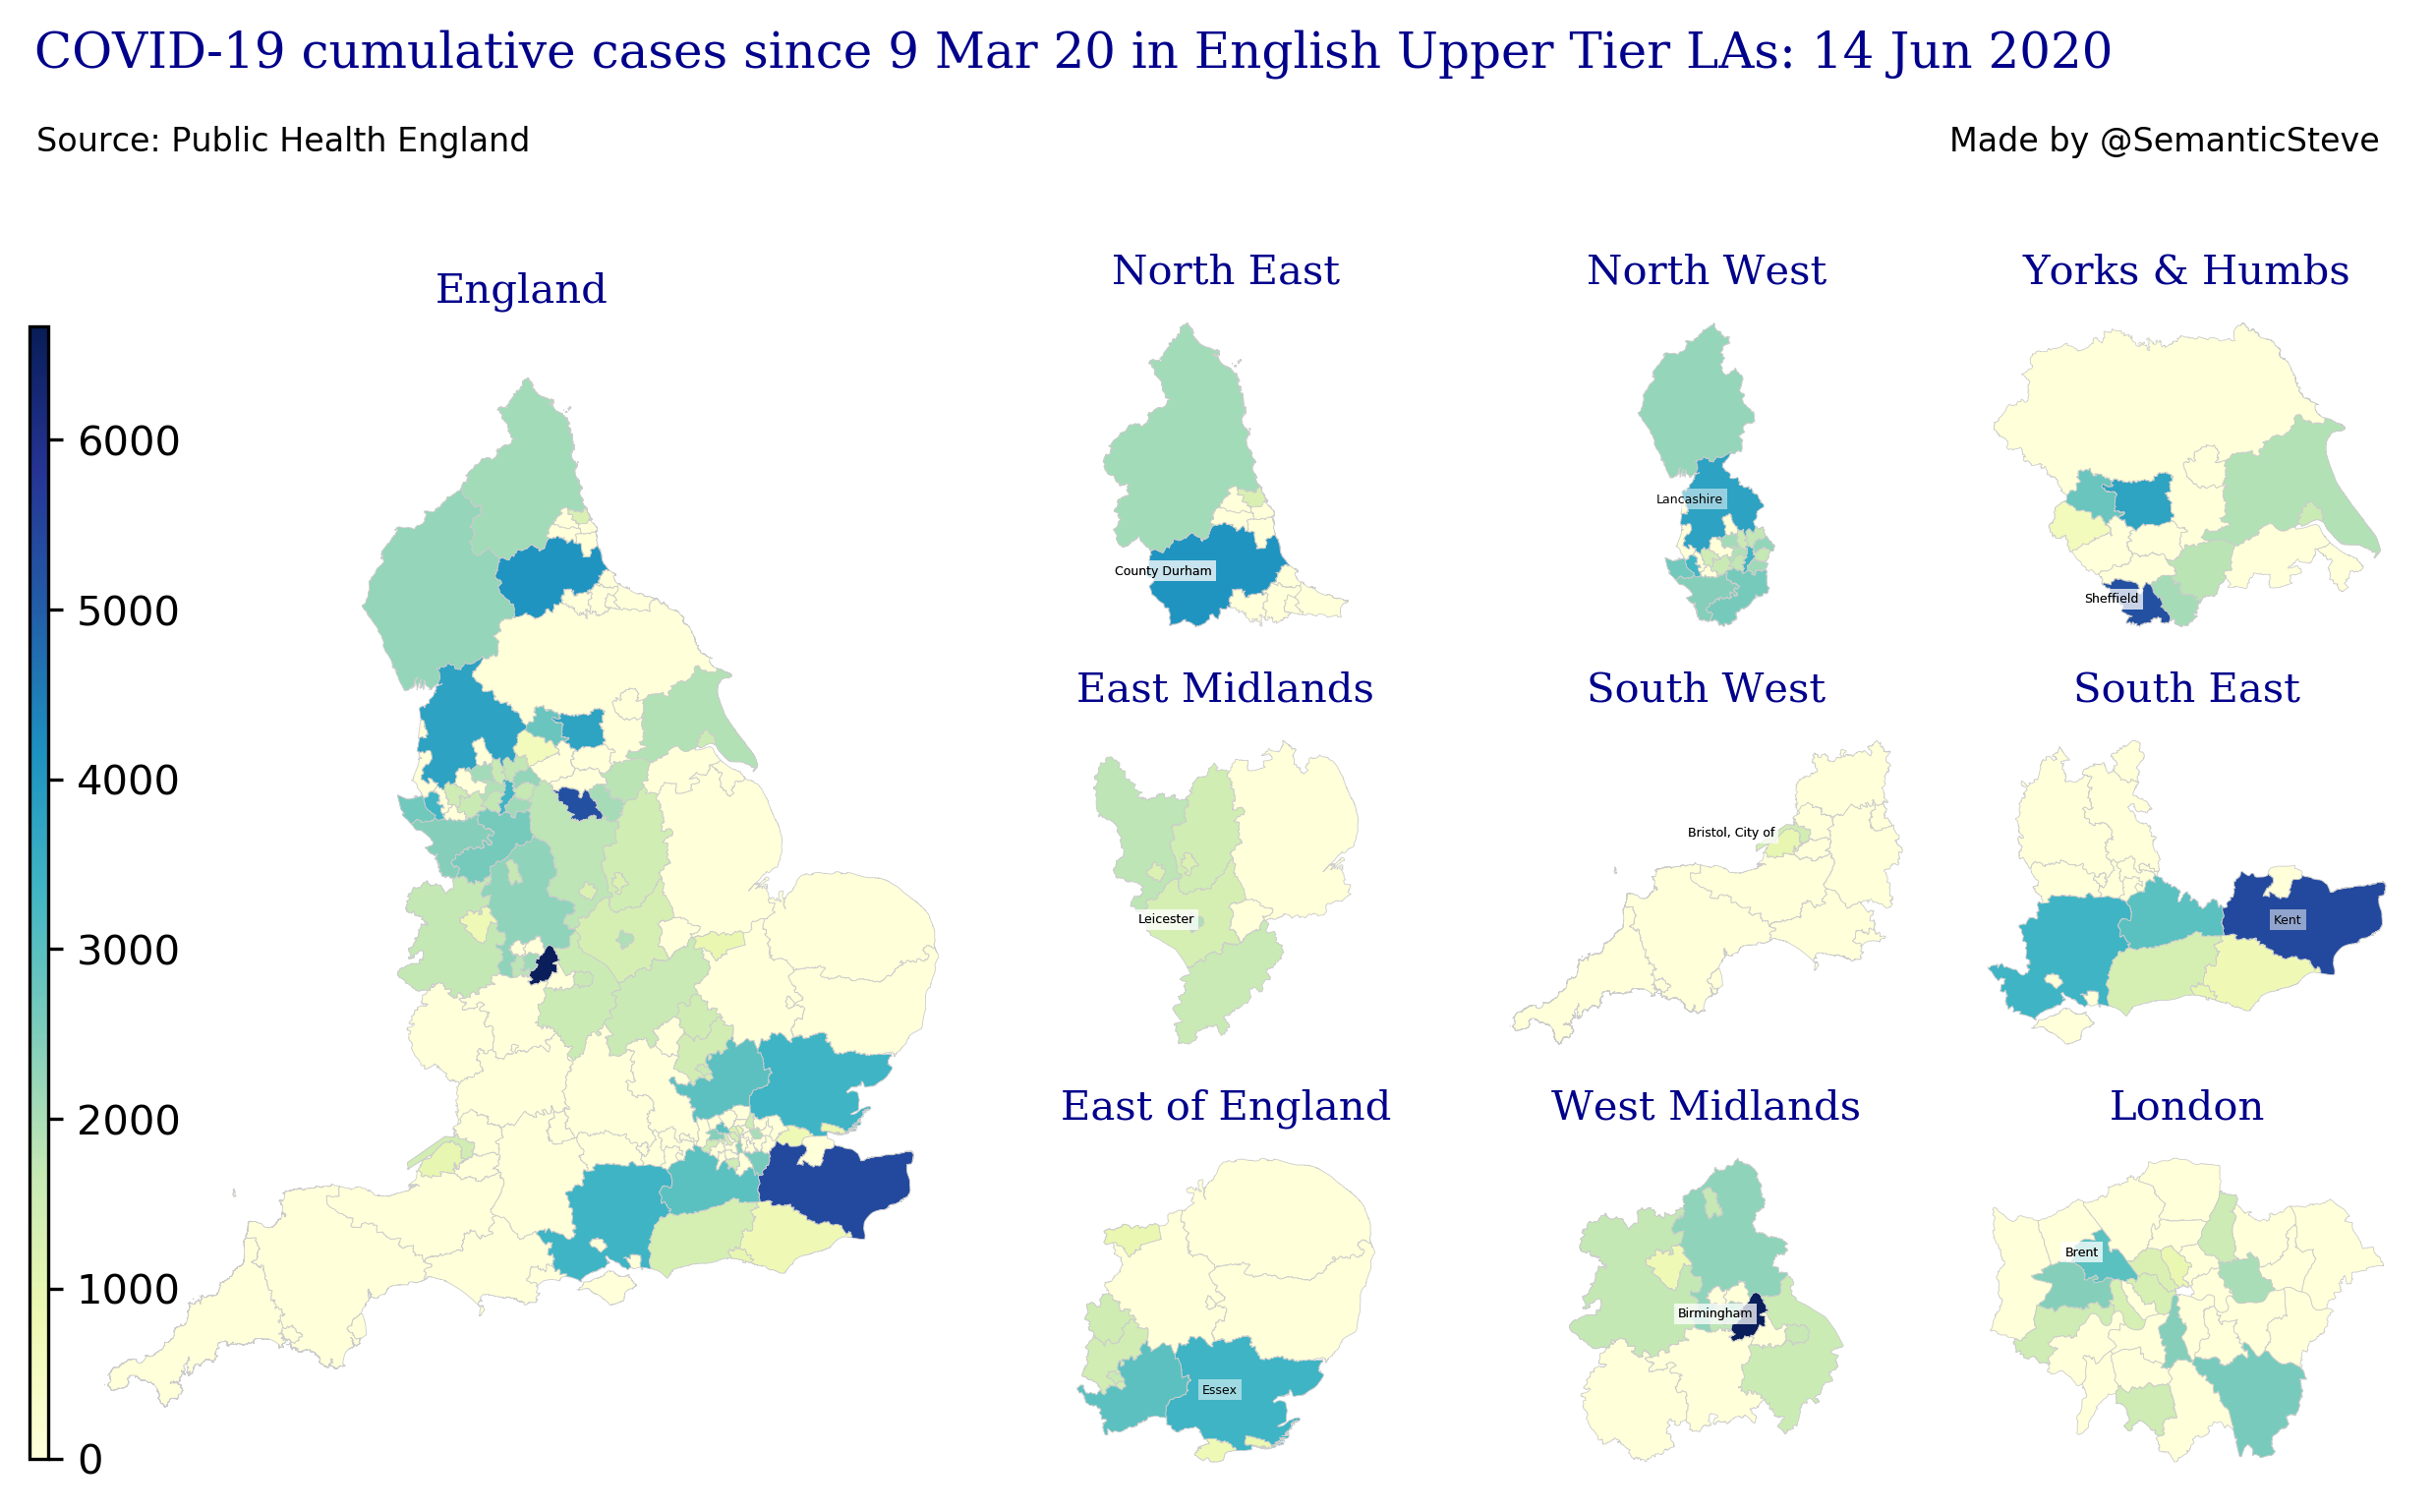 COVID-19 cumulative cases since 9 Mar 20 in English Upper Tier LAs: 14 Jun 2020
Source: Public Health England
Made by @SemanticSteve
England
6000
5000
4000
3000
2000
1000
0
North East
County Durham
North West
Lancashire
Yorks & Humbs
Sheffield
East Midlands
Leicester
South West
Bristol, City of
South East
Kent
East of England
Essex
West Midlands
Birmingham
London
Brent